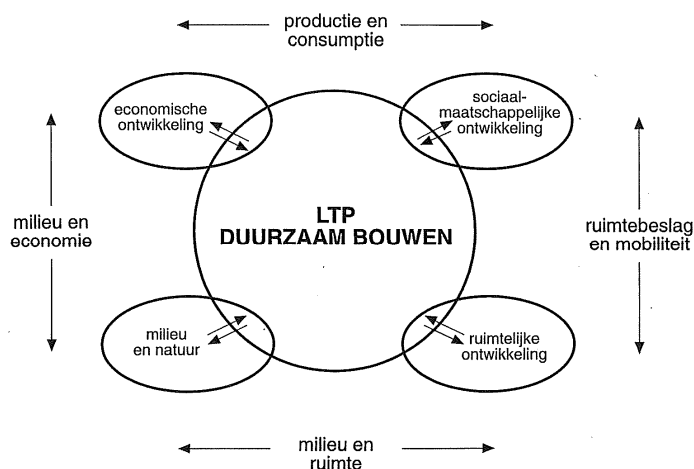 productie en
consumptie
economische
ontwikkeling
sociaal-
maatschappelijke
ontwikkeling
milieu en
economie
LTP
DUURZAAM BOUWEN
ruimtebeslag
en mobiliteit
milieu
en natuur
ruimtelijke
ontwikkeling
milieu en
ruimte